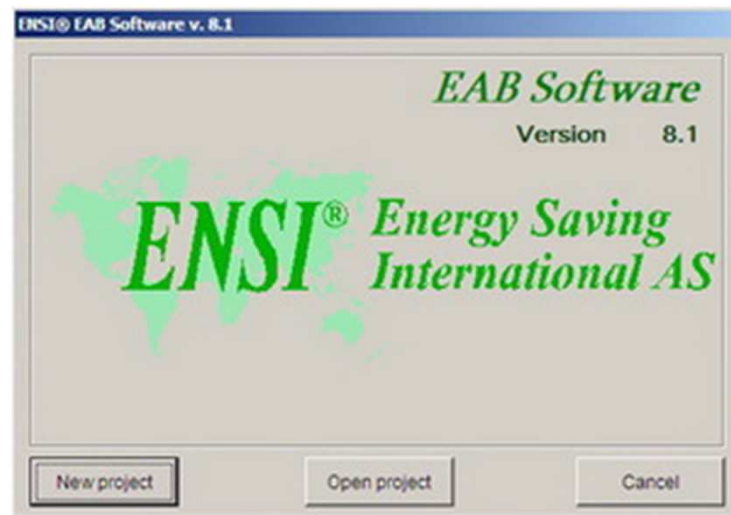 ENSI® EAB Software v. 8.1
EAB Software
Version 8.1
ENSI® Energy Saving
International AS
New project Open project Cancel